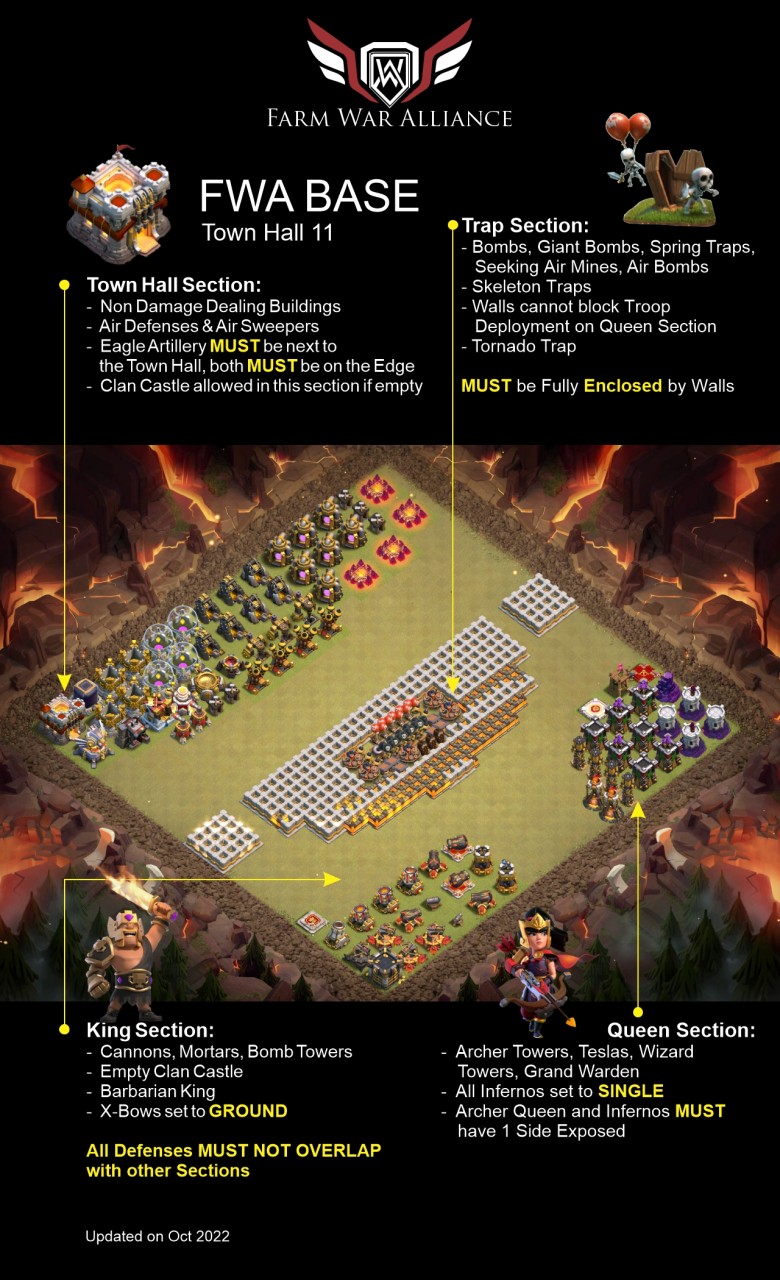 FARM WAR ALLIANCE
FWA BASE
Town Hall 11
Town Hall Section:
- Non Damage Dealing Buildings
- Air Defenses & Air Sweepers
- Eagle Artillery MUST be next to
the Town Hall, both MUST be on the Edge
- Clan Castle allowed in this section if empty
Trap Section:
- Bombs, Giant Bombs, Spring Traps,
Seeking Air Mines, Air Bombs
- Skeleton Traps
- Walls cannot block Troop
Deployment on Queen Section
- Tornado Trap
MUST be Fully Enclosed by Walls
King Section:
- Cannons, Mortars, Bomb Towers
- Empty Clan Castle
- Barbarian King
- X-Bows set to GROUND
All Defenses MUST NOT OVERLAP
with other Sections
Queen Section:
- Archer Towers, Teslas, Wizard
Towers, Grand Warden
- All Infernos set to SINGLE
- Archer Queen and Infernos MUST
have 1 Side Exposed
Updated on Oct 2022